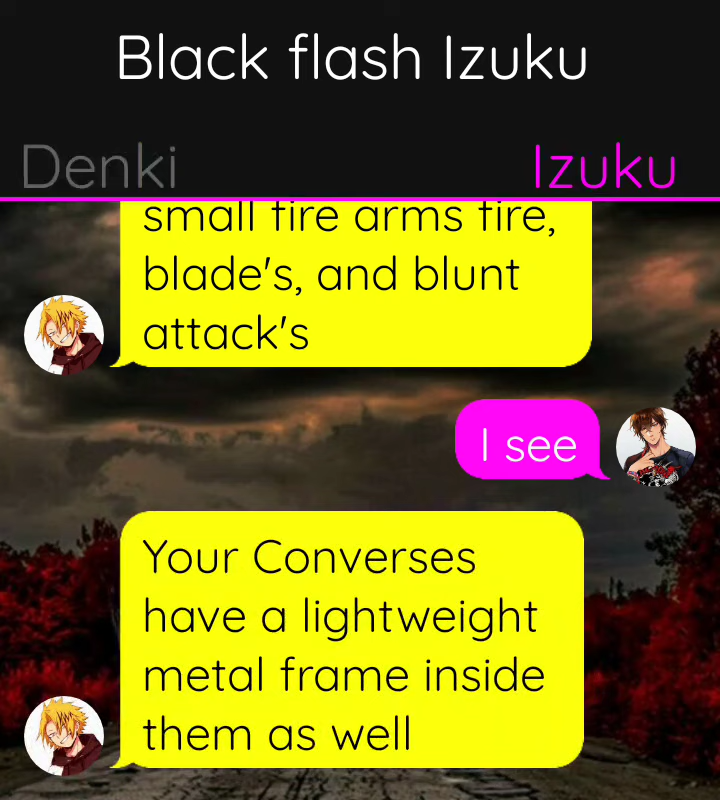 Black flash Izuku
Denki
Izuku
small fire arms fire,
blade's, and blunt
attack's
I see
Your Converses
have a lightweight
metal frame inside
them as well